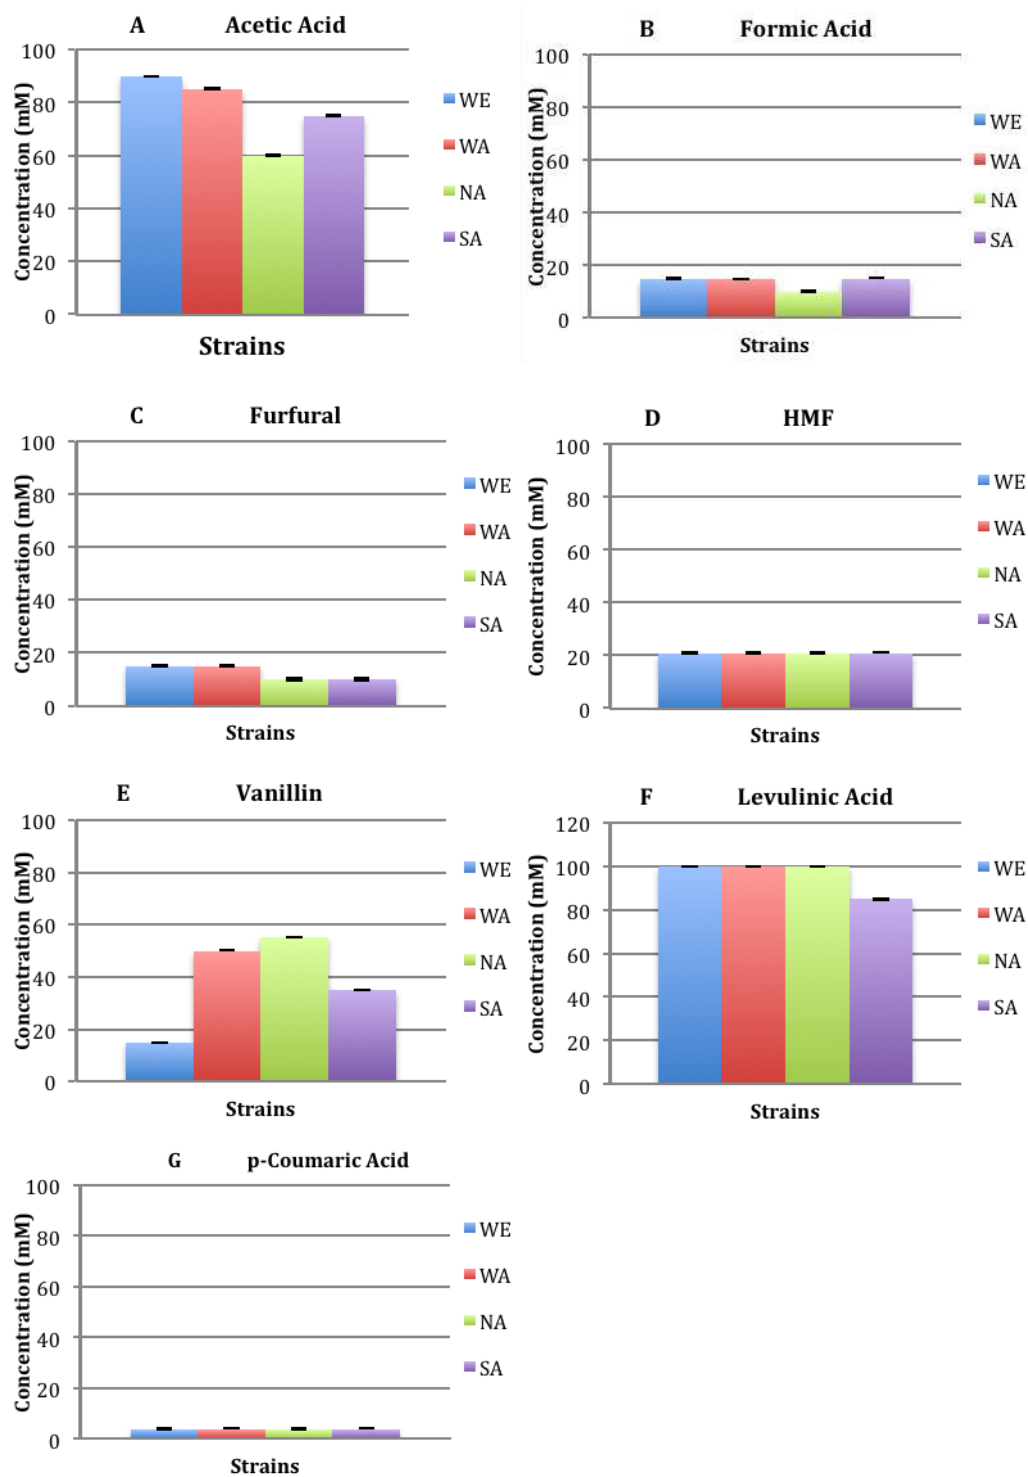 A Acetic Acid
100
80
60
40
20
0
Concentration (mM)
Strains
WE
WA
NA
SA
B Formic Acid
100
80
60
40
20
0
Concentration (mM)
Strains
WE
WA
NA
SA
C Furfural
100
80
60
40
20
0
Concentration (mM)
Strains
WE
WA
NA
SA
D HMF
100
80
60
40
20
0
Concentration (mM)
Strains
WE
WA
NA
SA
E Vanillin
100
80
60
40
20
0
Concentration (mM)
Strains
WE
WA
NA
SA
F Levulinic Acid
120
100
80
60
40
20
0
Concentration (mM)
Strains
WE
WA
NA
SA
G p-Coumaric Acid
100
80
60
40
20
0
Concentration (mM)
Strains
WE
WA
NA
SA